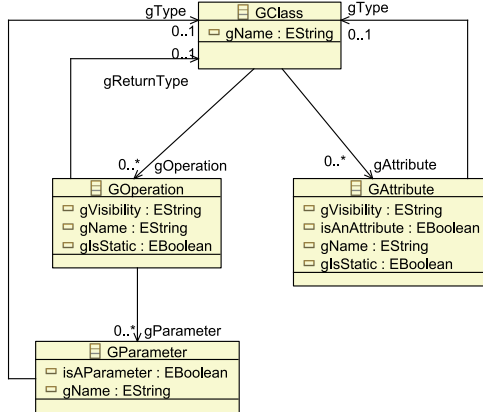 gType
GClass
gType
gName : EString
0..1
0..1
0..1
gReturnType
0..*
gOperation
0..*
gAttribute
GOperation
gVisibility : EString
gName : EString
gIsStatic : EBoolean
GAttribute
gVisibility : EString
isAnAttribute : EBoolean
gName : EString
gIsStatic : EBoolean
0..*
gParameter
GParameter
isAParameter : EBoolean
gName : EString